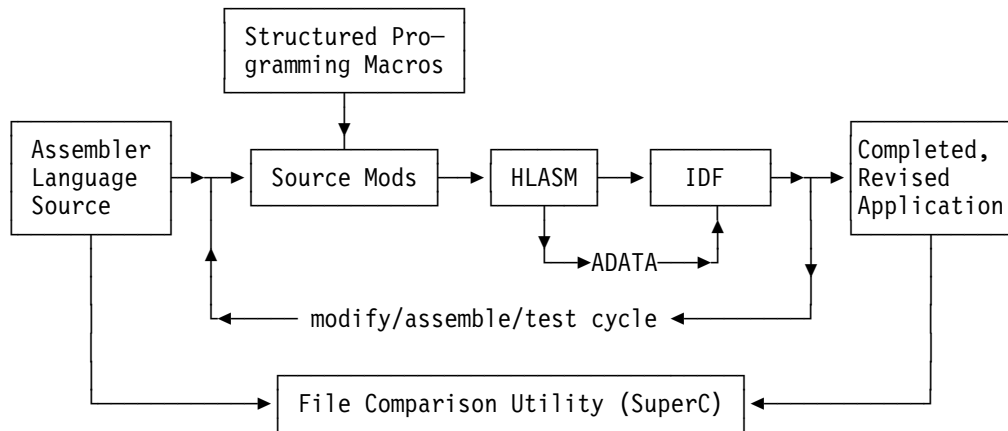 Structured Pro—
gramming Macros
Assembler
Language
Source
Source Mods
HLASM
IDF
Completed,
Revised
Application
ADATA
modify/assemble/test cycle
File Comparison Utility (SuperC)